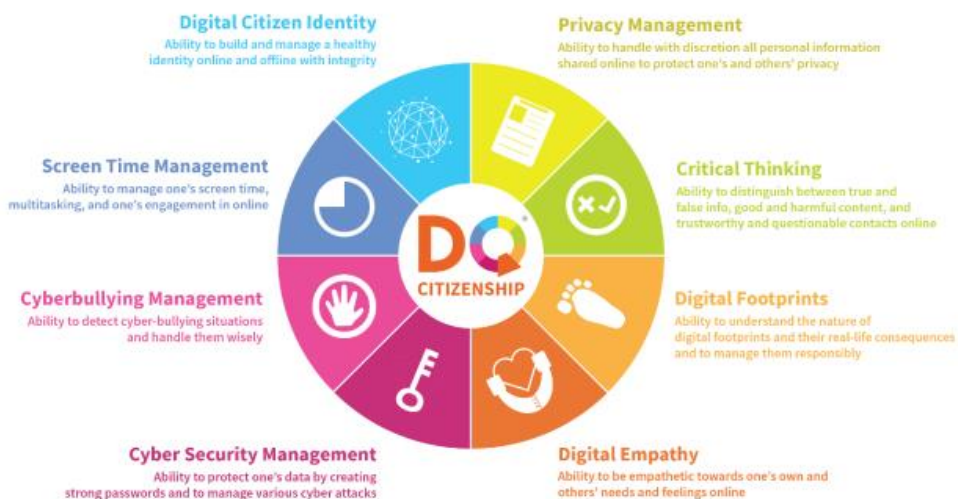 Digital Citizen Identity
Ability to build and manage a healthy
identity online and offline with integrity
Privacy Management
Ability to handle with discretion all personal information
shared online to protect one's and others' privacy
Screen Time Management
Ability to manage one's screen time,
multitasking, and one's engagement in online
Critical Thinking
Ability to distinguish between true and
false info, good and harmful content, and
trustworthy and questionable contacts online
DQ®
CITIZENSHIP
Cyberbullying Management
Ability to detect cyber-bullying situations
and handle them wisely
Digital Footprints
Ability to understand the nature of
digital footprints and their real-life consequences
and to manage them responsibly
Cyber Security Management
Ability to protect one's data by creating
strong passwords and to manage various cyber attacks
Digital Empathy
Ability to be empathetic towards one's own and
others' needs and feelings online